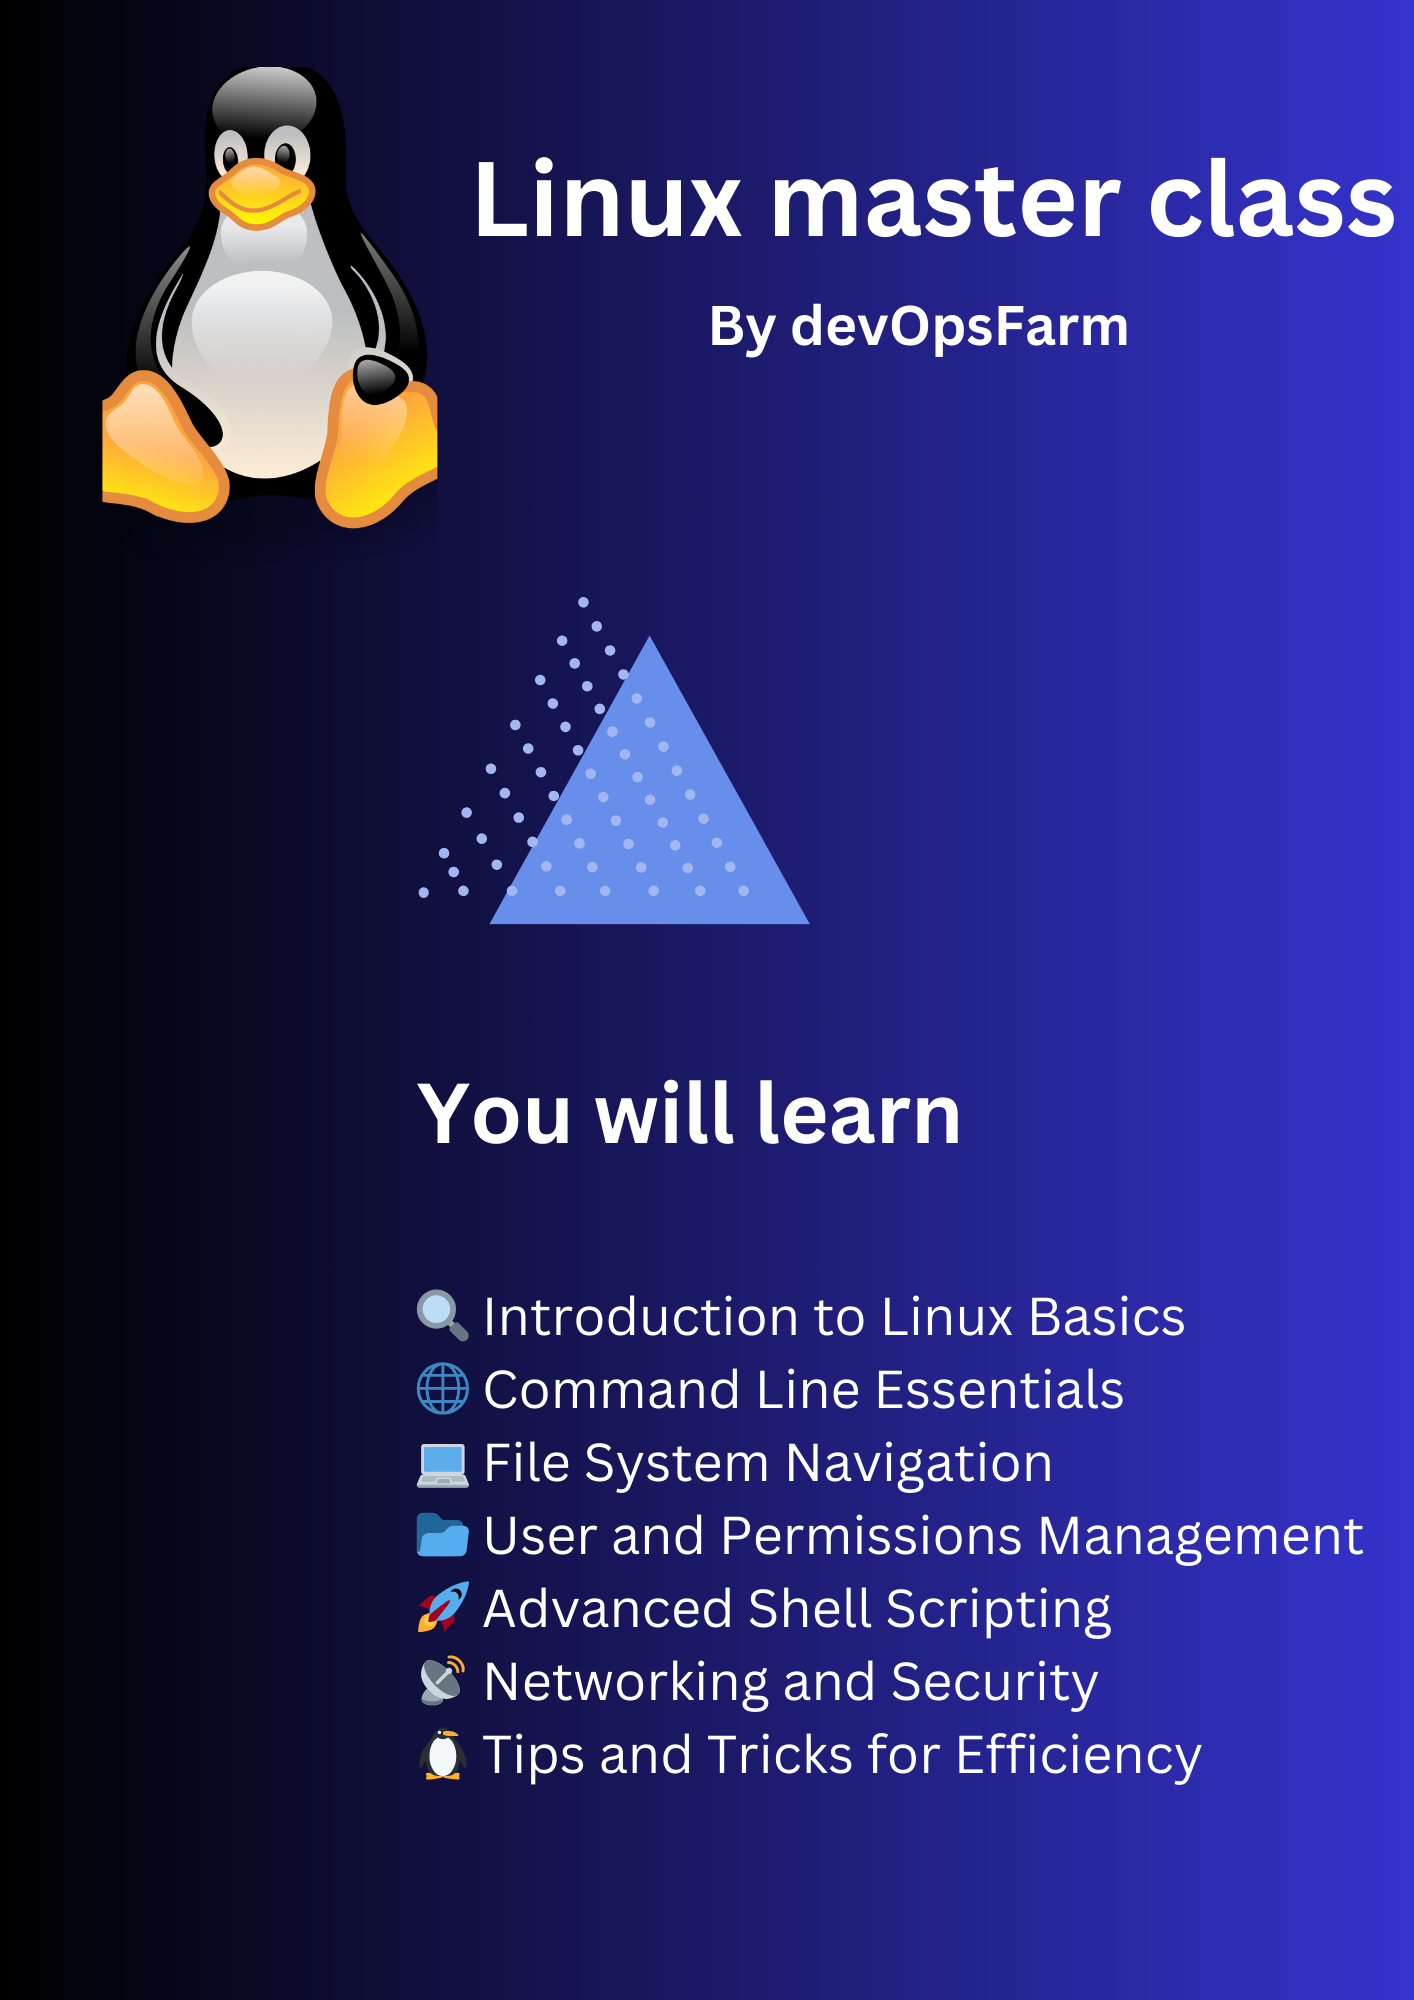 Linux master class
By devOpsFarm
You will learn
🔍 Introduction to Linux Basics
🌐 Command Line Essentials
💻 File System Navigation
📂 User and Permissions Management
🚀 Advanced Shell Scripting
📡 Networking and Security
🐧 Tips and Tricks for Efficiency